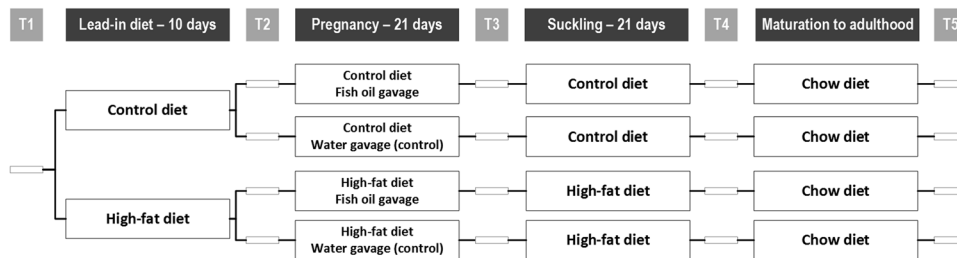 T1
Lead-in diet – 10 days
T2
Pregnancy – 21 days
T3
Suckling – 21 days
T4
Maturation to adulthood
T5
Control diet
High-fat diet
Control diet
Fish oil gavage
Control diet
Water gavage (control)
High-fat diet
Fish oil gavage
High-fat diet
Water gavage (control)
Control diet
Control diet
High-fat diet
High-fat diet
Chow diet
Chow diet
Chow diet
Chow diet